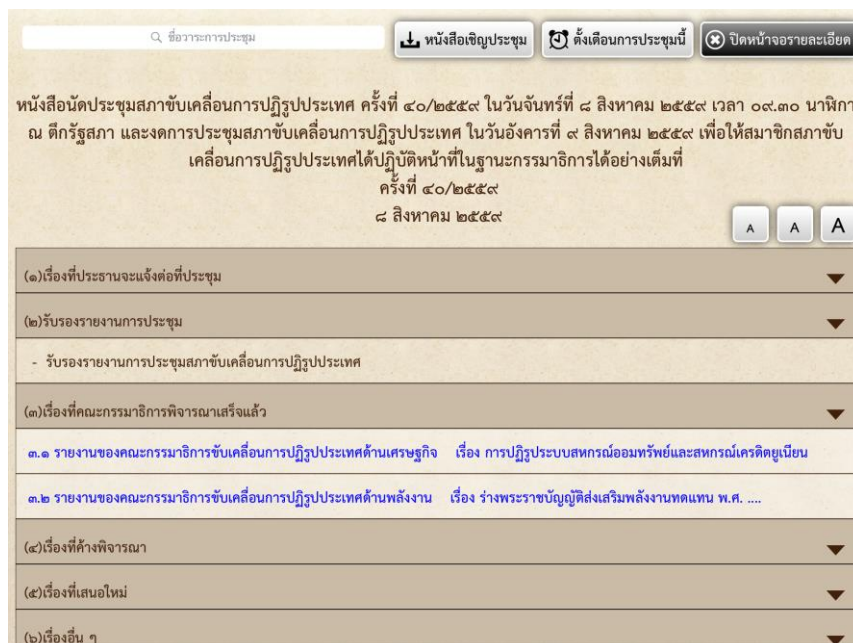 ชื่อวาระการประชุม
หนังสือเชิญประชุม
ตั้งเตือนการประชุมนี้
ปิดหน้าจอรายละเอียด
หนังสือนัดประชุมสภาขับเคลื่อนการปฏิรูปประเทศ ครั้งที่ ๔๐/๒๕๕๙ ในวันจันทร์ที่ ๘ สิงหาคม ๒๕๕๙ เวลา ๐๙.๓๐ นาฬิกา
ณ ตึกรัฐสภา และงดการประชุมสภาขับเคลื่อนการปฏิรูปประเทศ ในวันอังคารที่ ๙ สิงหาคม ๒๕๕๙ เพื่อให้สมาชิกสภาขับ
เคลื่อนการปฏิรูปประเทศได้ปฏิบัติหน้าที่ในฐานะกรรมาธิการได้อย่างเต็มที่
ครั้งที่ ๔๐/๒๕๕๙
๘ สิงหาคม ๒๕๕๙
A A A
(๑)เรื่องที่ประธานจะแจ้งต่อที่ประชุม
(๒)รับรองรายงานการประชุม
- รับรองรายงานการประชุมสภาขับเคลื่อนการปฏิรูปประเทศ
(๓)เรื่องที่คณะกรรมาธิการพิจารณาเสร็จแล้ว
๓.๑ รายงานของคณะกรรมาธิการขับเคลื่อนการปฏิรูปประเทศด้านเศรษฐกิจ เรื่อง การปฏิรูประบบสหกรณ์ออมทรัพย์และสหกรณ์เครดิตยูเนียน
๓.๒ รายงานของคณะกรรมาธิการขับเคลื่อนการปฏิรูปประเทศด้านพลังงาน เรื่อง ร่างพระราชบัญญัติส่งเสริมพลังงานทดแทน พ.ศ. ....
(๔)เรื่องที่ค้างพิจารณา
(๕)เรื่องที่เสนอใหม่
(๖)เรื่องอื่น ๆ